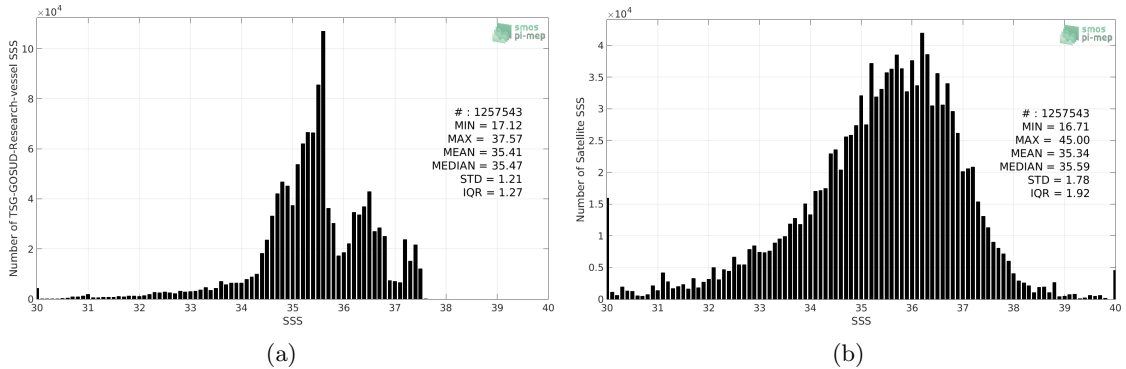 ×10⁴
smos
pi-mep
Number of TSG-GOSUD-Research-vessel SSS
10
8
6
4
2
0
# : 1257543
MIN = 17.12
MAX = 37.57
MEAN = 35.41
MEDIAN = 35.47
STD = 1.21
IQR = 1.27
30 31 32 33 34 35 36 37 38 39 40
SSS
(a)
×10⁴
smos
pi-mep
Number of Satellite SSS
4
3.5
3
2.5
2
1.5
1
0.5
0
# : 1257543
MIN = 16.71
MAX = 45.00
MEAN = 35.34
MEDIAN = 35.59
STD = 1.78
IQR = 1.92
30 31 32 33 34 35 36 37 38 39 40
SSS
(b)